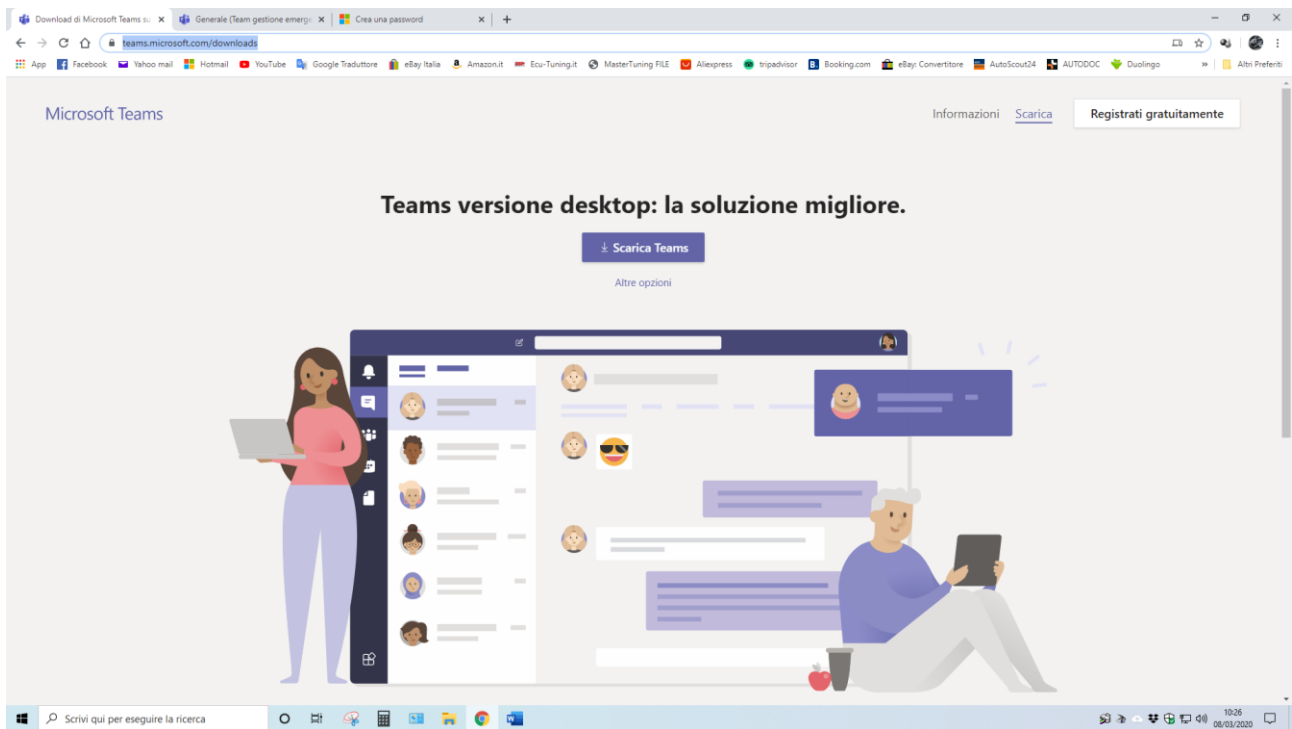 Download di Microsoft Teams su
Generale (Team gestione emerge
Crea una password
teams.microsoft.com/downloads
App
Facebook
Yahoo mail
Hotmail
YouTube
Google Traduttore
eBay Italia
Amazon.it
Ecu-Tuning.it
MasterTuning FILE
Aliexpress
tripadvisor
Booking.com
eBay: Convertitore
AutoScout24
AUTODOC
Duolingo
»
Altri Preferiti
Microsoft Teams
Informazioni
Scarica
Registrati gratuitamente
Teams versione desktop: la soluzione migliore.
Scarica Teams
Altre opzioni
Scrivi qui per eseguire la ricerca
10:26
08/03/2020